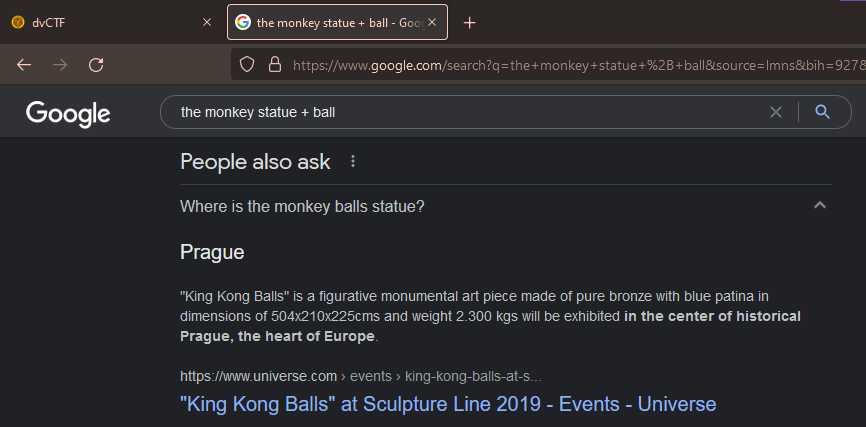 dvCTF
the monkey statue + ball - Goo
https://www.google.com/search?q=the+monkey+statue+%2B+ball&source=lmns&bih=927&
Google
the monkey statue + ball
People also ask
Where is the monkey balls statue?
Prague
"King Kong Balls" is a figurative monumental art piece made of pure bronze with blue patina in
dimensions of 504x210x225cms and weight 2.300 kgs will be exhibited in the center of historical
Prague, the heart of Europe.
https://www.universe.com › events › king-kong-balls-at-s...
"King Kong Balls" at Sculpture Line 2019 - Events - Universe